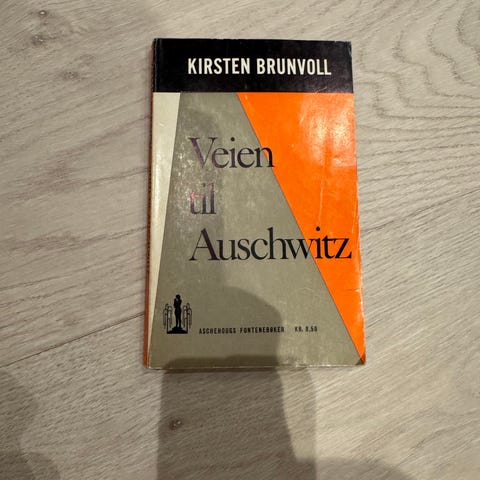 KIRSTEN BRUNVOLL
Veien
til
Auschwitz
ASCHEHOUGS FONTENEBØKER KR. 8,50